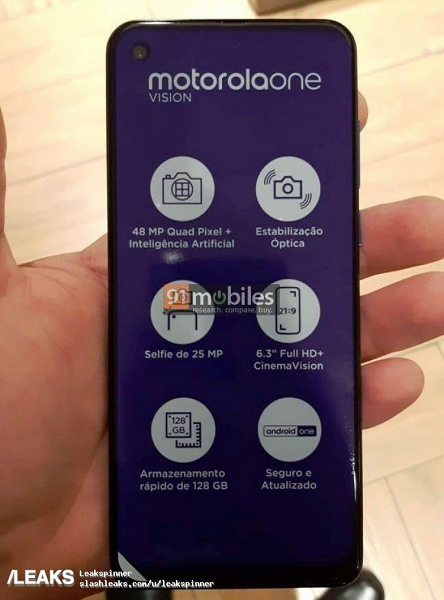 motorola one
VISION
48 MP Quad Pixel +
Inteligência Artificial
Estabilização
Óptica
91mobiles
research. compare. buy.
Selfie de 25 MP
21:9
6.3" Full HD+
CinemaVision
128
GB
android one
Armazenamento
rápido de 128 GB
Seguro e
Atualizado
/LEAKS
Leakspinner
slashleaks.com/u/leakspinner